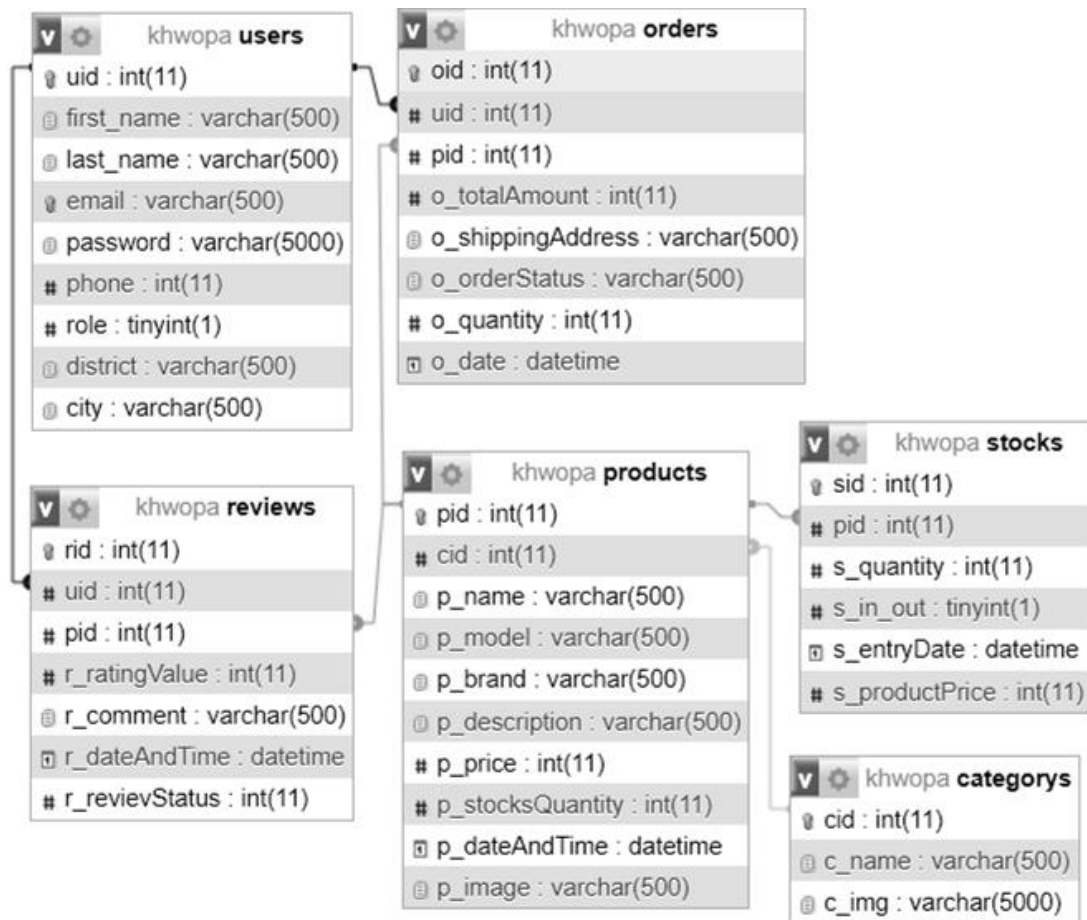 khwopa users
uid : int(11)
first_name : varchar(500)
last_name : varchar(500)
email : varchar(500)
password : varchar(5000)
phone : int(11)
role : tinyint(1)
district : varchar(500)
city : varchar(500)
khwopa orders
oid : int(11)
uid : int(11)
pid : int(11)
o_totalAmount : int(11)
o_shippingAddress : varchar(500)
o_orderStatus : varchar(500)
o_quantity : int(11)
o_date : datetime
khwopa reviews
rid : int(11)
uid : int(11)
pid : int(11)
r_ratingValue : int(11)
r_comment : varchar(500)
r_dateAndTime : datetime
r_revievStatus : int(11)
khwopa products
pid : int(11)
cid : int(11)
p_name : varchar(500)
p_model : varchar(500)
p_brand : varchar(500)
p_description : varchar(500)
p_price : int(11)
p_stocksQuantity : int(11)
p_dateAndTime : datetime
p_image : varchar(500)
khwopa stocks
sid : int(11)
pid : int(11)
s_quantity : int(11)
s_in_out : tinyint(1)
s_entryDate : datetime
s_productPrice : int(11)
khwopa categorys
cid : int(11)
c_name : varchar(500)
c_img : varchar(5000)